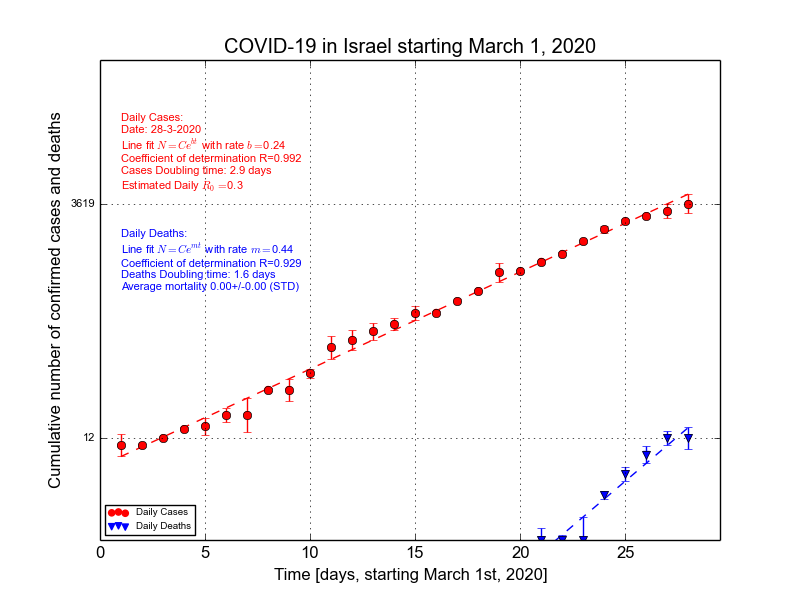 COVID-19 in Israel starting March 1, 2020
Cumulative number of confirmed cases and deaths
Daily Cases:
Date: 28-3-2020
Line fit N=Ce^{bt} with rate b=0.24
Coefficient of determination R=0.992
Cases Doubling time: 2.9 days
Estimated Daily R_0=0.3
3619
Daily Deaths:
Line fit N=Ce^{mt} with rate m=0.44
Coefficient of determination R=0.929
Deaths Doubling time: 1.6 days
Average mortality 0.00+/-0.00 (STD)
12
Daily Cases
Daily Deaths
0 5 10 15 20 25
Time [days, starting March 1st, 2020]